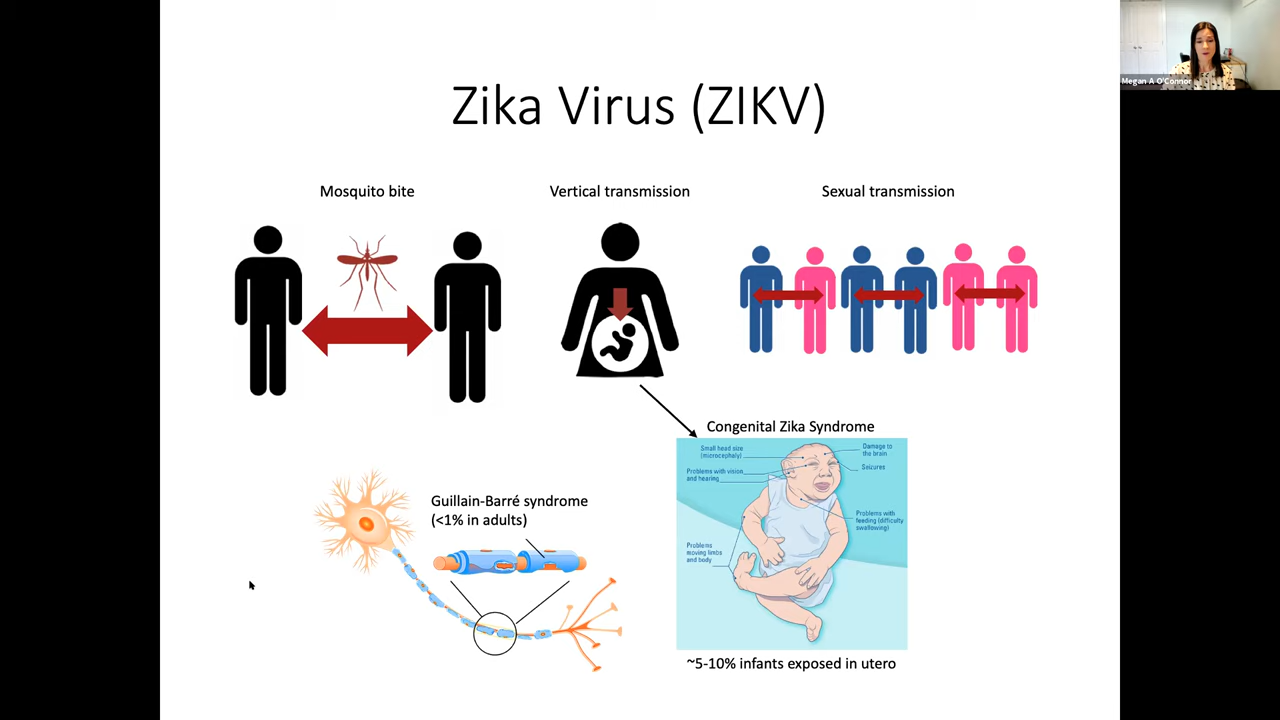 Megan A O'Connor
Zika Virus (ZIKV)
Mosquito bite
Vertical transmission
Sexual transmission
Congenital Zika Syndrome
Small head size
(microcephaly)
Damage to
the brain
Seizures
Problems with vision
and hearing
Problems with
feeding (difficulty
swallowing)
Problems
moving limbs
and body
Guillain-Barré syndrome
(<1% in adults)
~5-10% infants exposed in utero